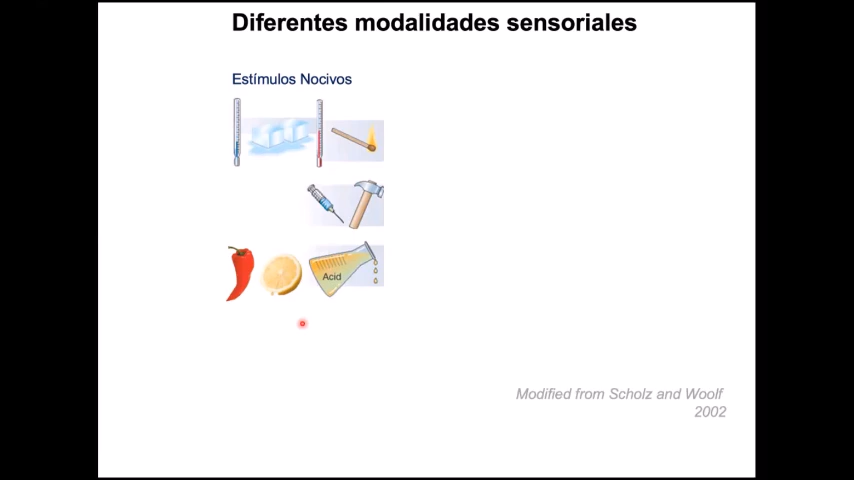 Diferentes modalidades sensoriales
Estímulos Nocivos
Acid
Modified from Scholz and Woolf
2002